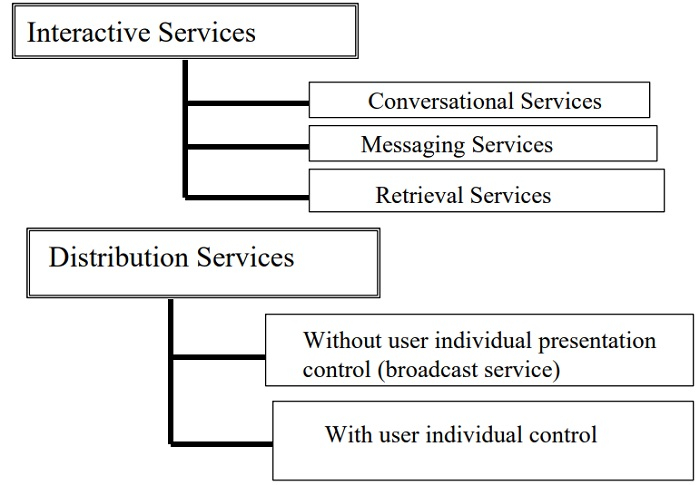 Interactive Services
Conversational Services
Messaging Services
Retrieval Services
Distribution Services
Without user individual presentation
control (broadcast service)
With user individual control